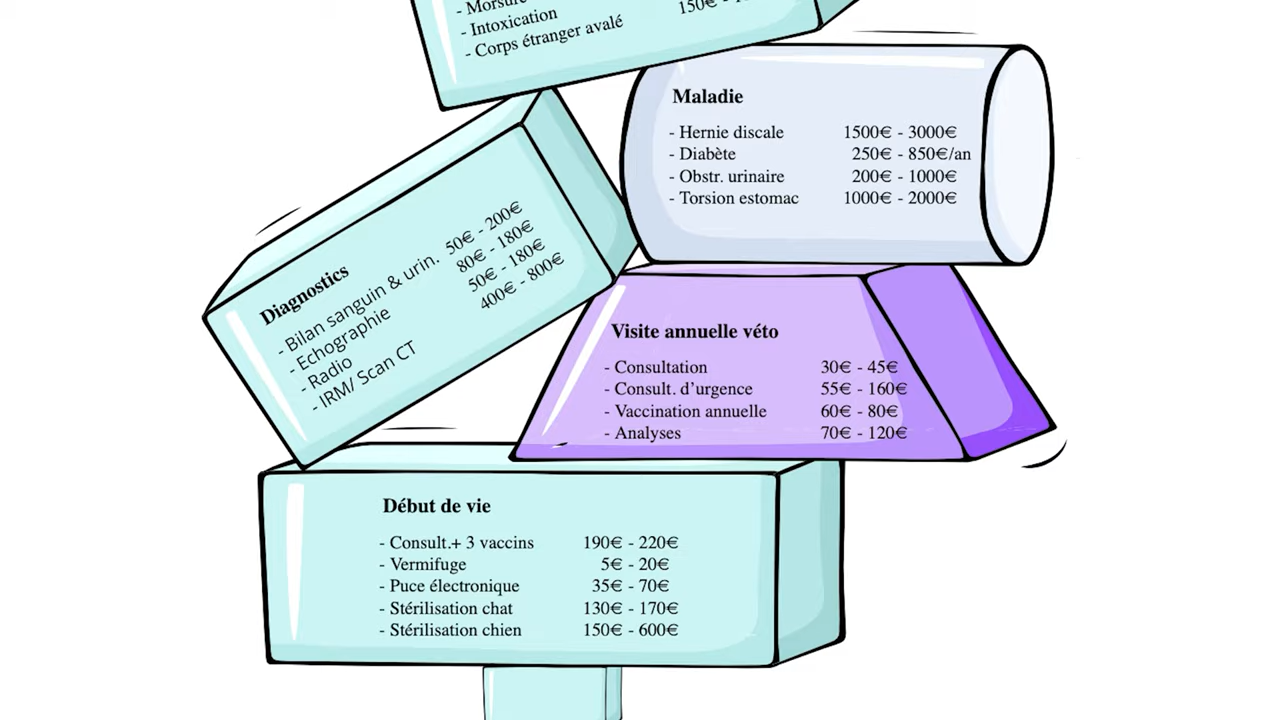 - Morsure
- Intoxication 150€ -
- Corps étranger avalé
Maladie
- Hernie discale 1500€ - 3000€
- Diabète 250€ - 850€/an
- Obstr. urinaire 200€ - 1000€
- Torsion estomac 1000€ - 2000€
Diagnostics
- Bilan sanguin & urin. 50€ - 200€
- Echographie 80€ - 180€
- Radio 50€ - 180€
- IRM/ Scan CT 400€ - 800€
Visite annuelle véto
- Consultation 30€ - 45€
- Consult. d’urgence 55€ - 160€
- Vaccination annuelle 60€ - 80€
- Analyses 70€ - 120€
Début de vie
- Consult.+ 3 vaccins 190€ - 220€
- Vermifuge 5€ - 20€
- Puce électronique 35€ - 70€
- Stérilisation chat 130€ - 170€
- Stérilisation chien 150€ - 600€